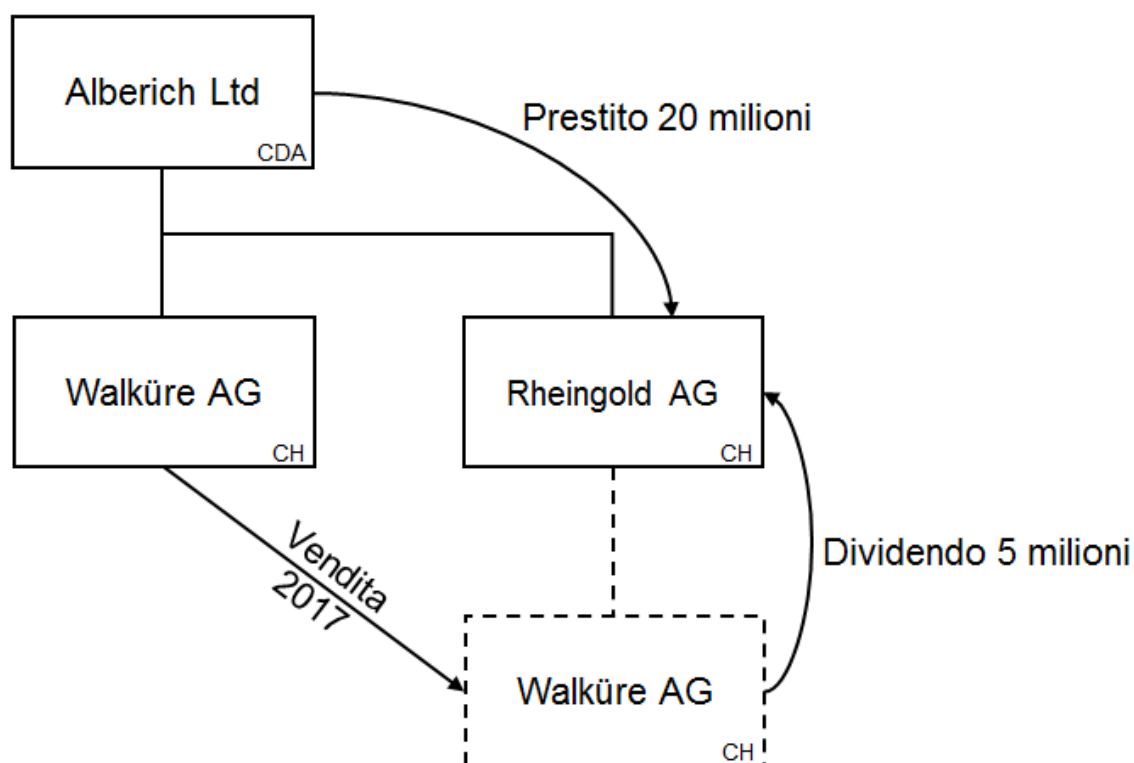 Alberich Ltd
CDA
Prestito 20 milioni
Walküre AG
CH
Rheingold AG
CH
Vendita
2017
Dividendo 5 milioni
Walküre AG
CH